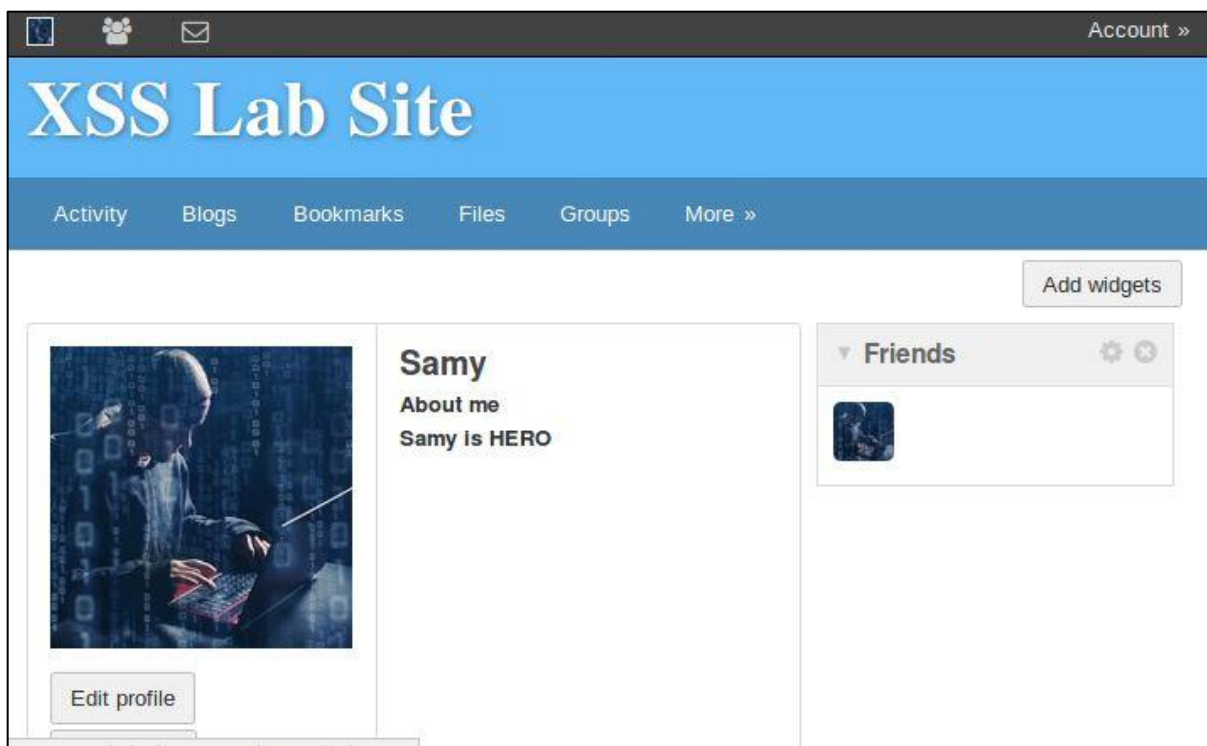 Account »
XSS Lab Site
Activity Blogs Bookmarks Files Groups More »
Add widgets
Samy
About me
Samy is HERO
Friends
Edit profile